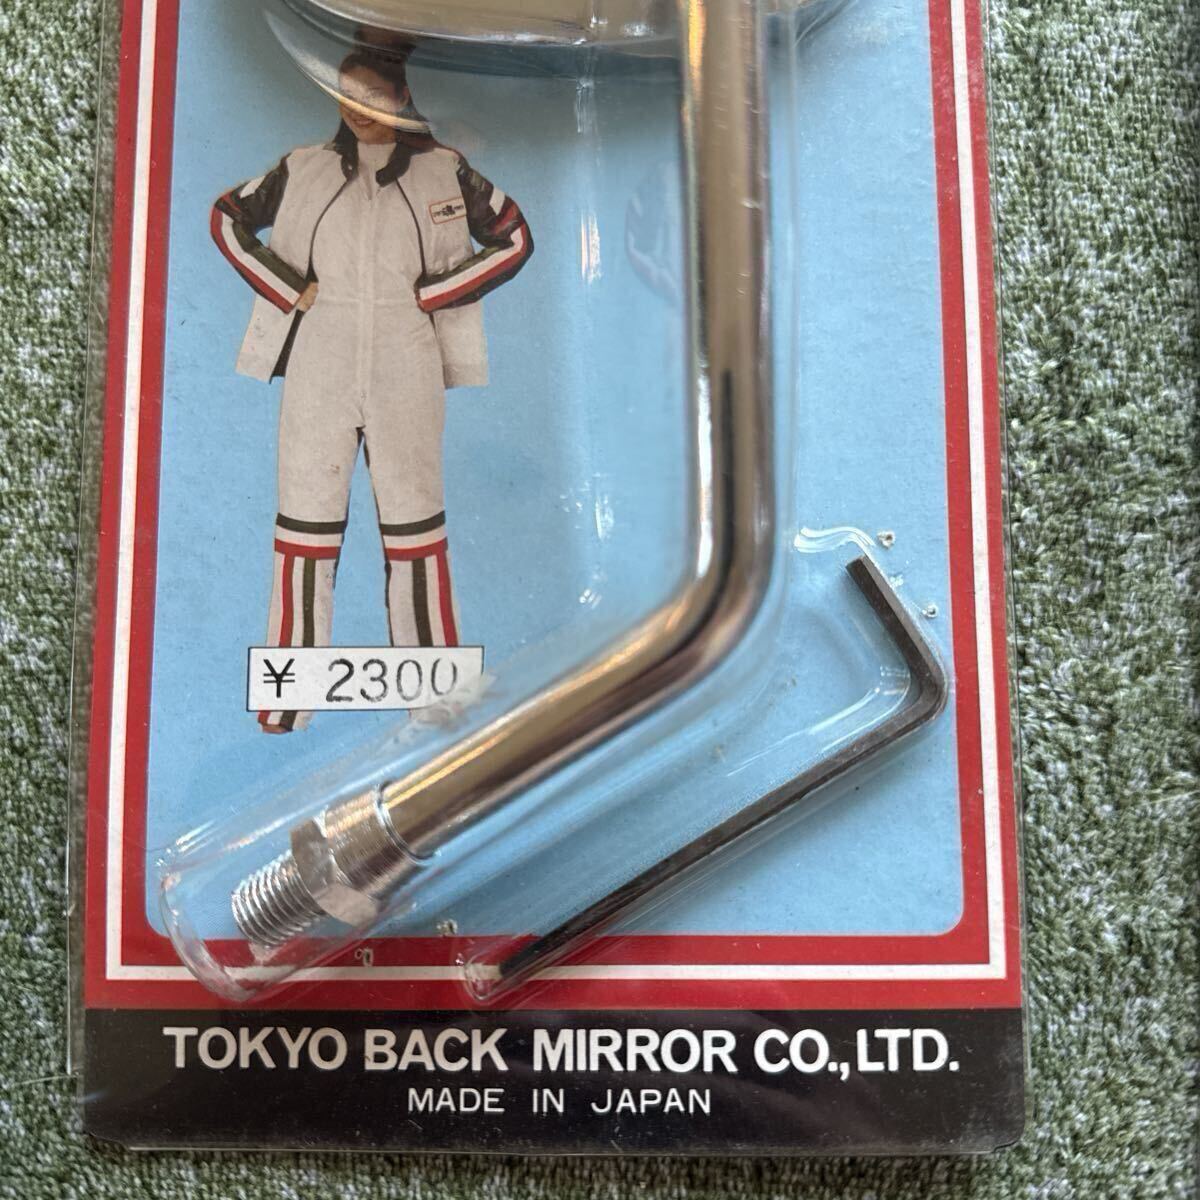 ¥ 2300
TOKYO BACK MIRROR CO.,LTD.
MADE IN JAPAN